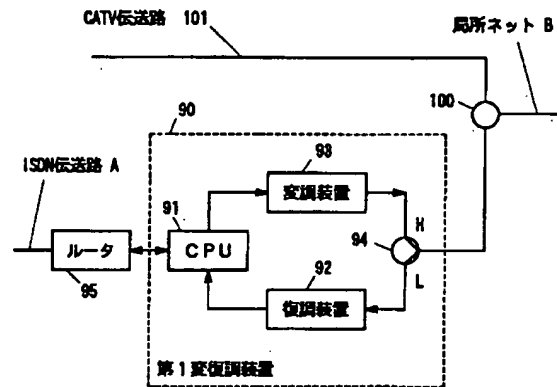 CATV伝送路 101
局所ネット B
100
90
ISDN伝送路 A
93
変調装置
91
CPU
H
94
L
ルータ
95
92
復調装置
第1変復調装置